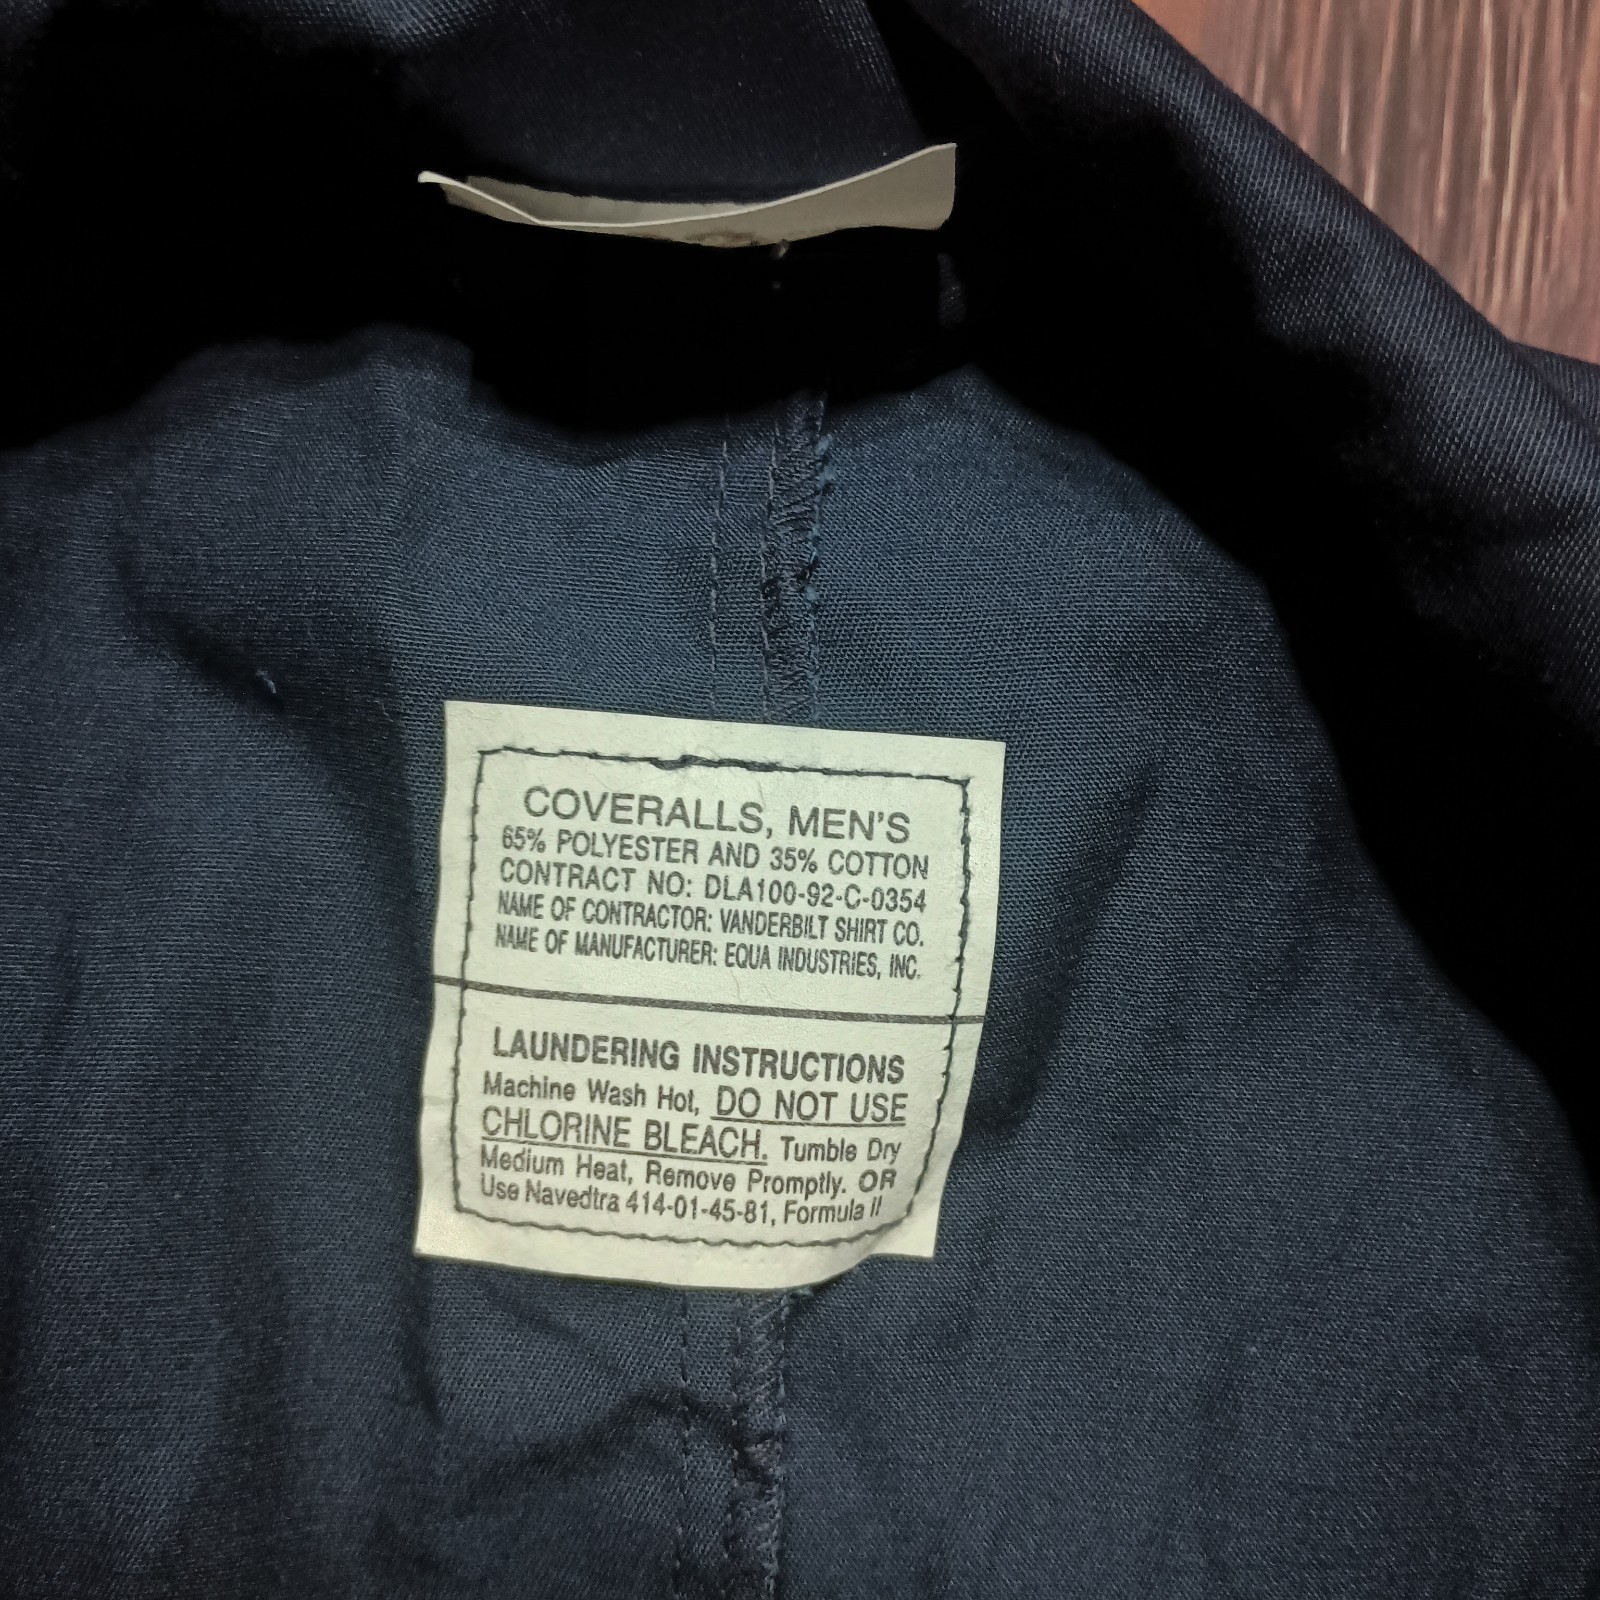 COVERALLS, MEN'S
65% POLYESTER AND 35% COTTON
CONTRACT NO: DLA100-92-C-0354
NAME OF CONTRACTOR: VANDERBILT SHIRT CO.
NAME OF MANUFACTURER: EQUA INDUSTRIES, INC.
LAUNDERING INSTRUCTIONS
Machine Wash Hot, DO NOT USE
CHLORINE BLEACH. Tumble Dry
Medium Heat, Remove Promptly. OR
Use Navedtra 414-01-45-81, Formula II